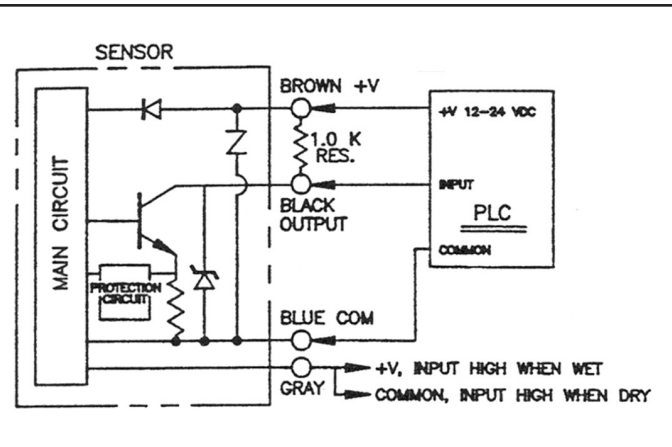 SENSOR
BROWN +V
+V 12-24 VDC
1.0 K
RES.
INPUT
BLACK
OUTPUT
PLC
MAIN CIRCUIT
COMMON
PROTECTION
CIRCUIT
BLUE COM
+V, INPUT HIGH WHEN WET
GRAY
COMMON, INPUT HIGH WHEN DRY